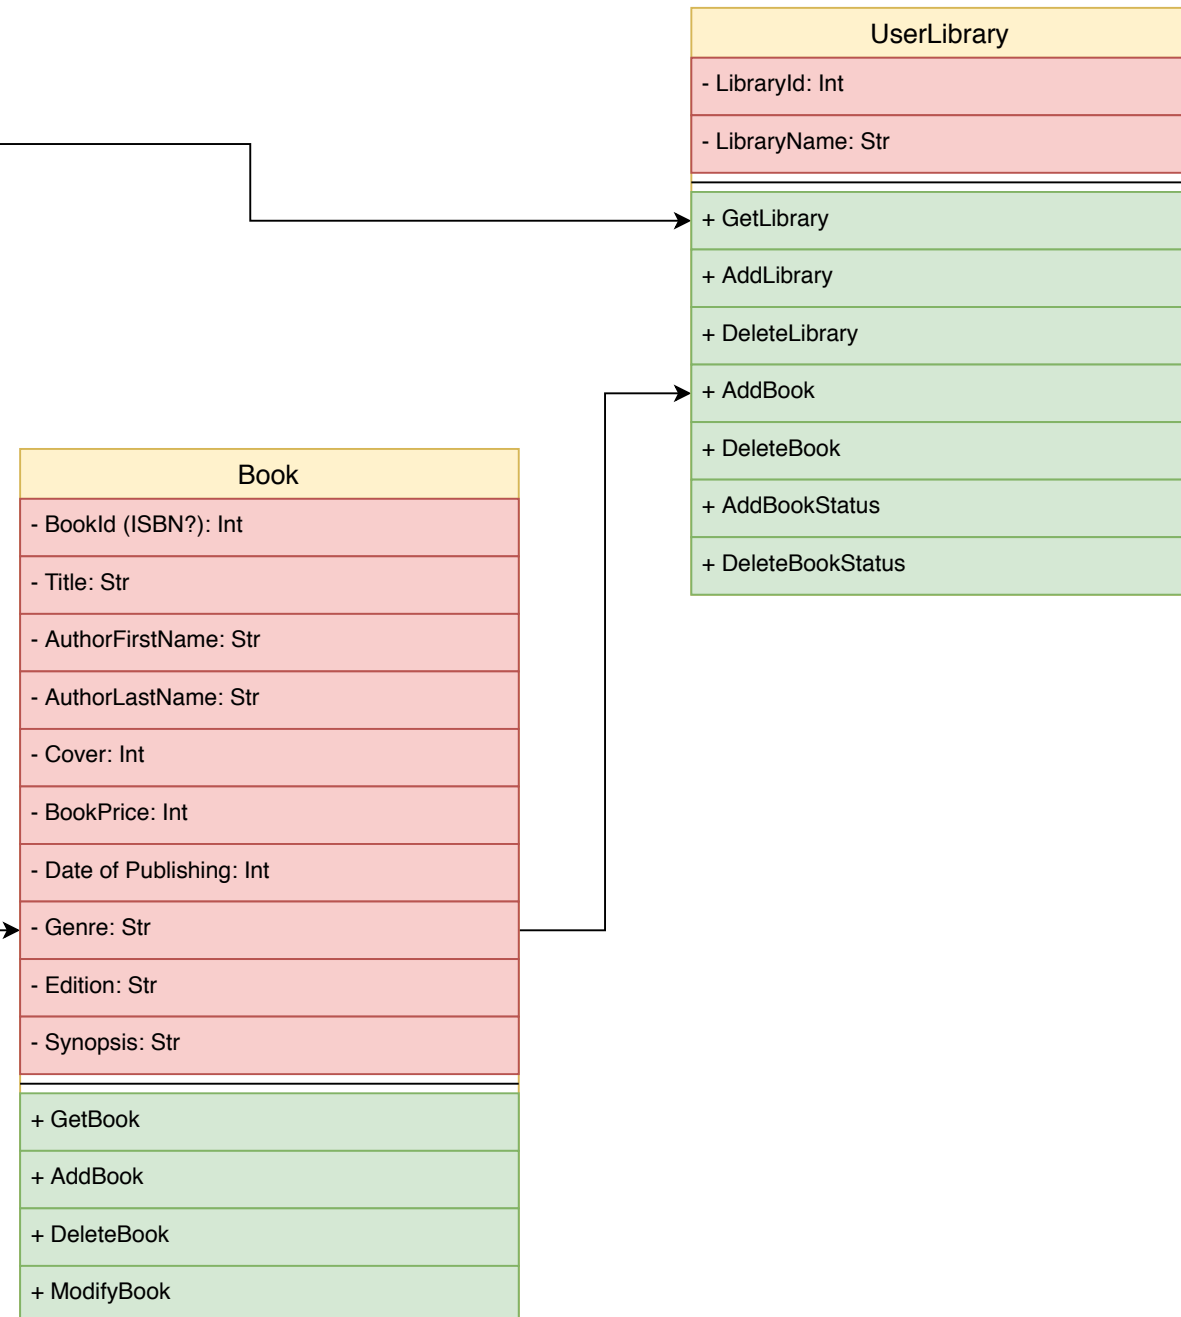 UserLibrary
- LibraryId: Int
- LibraryName: Str
+ GetLibrary
+ AddLibrary
+ DeleteLibrary
+ AddBook
+ DeleteBook
+ AddBookStatus
+ DeleteBookStatus
Book
- BookId (ISBN?): Int
- Title: Str
- AuthorFirstName: Str
- AuthorLastName: Str
- Cover: Int
- BookPrice: Int
- Date of Publishing: Int
- Genre: Str
- Edition: Str
- Synopsis: Str
+ GetBook
+ AddBook
+ DeleteBook
+ ModifyBook